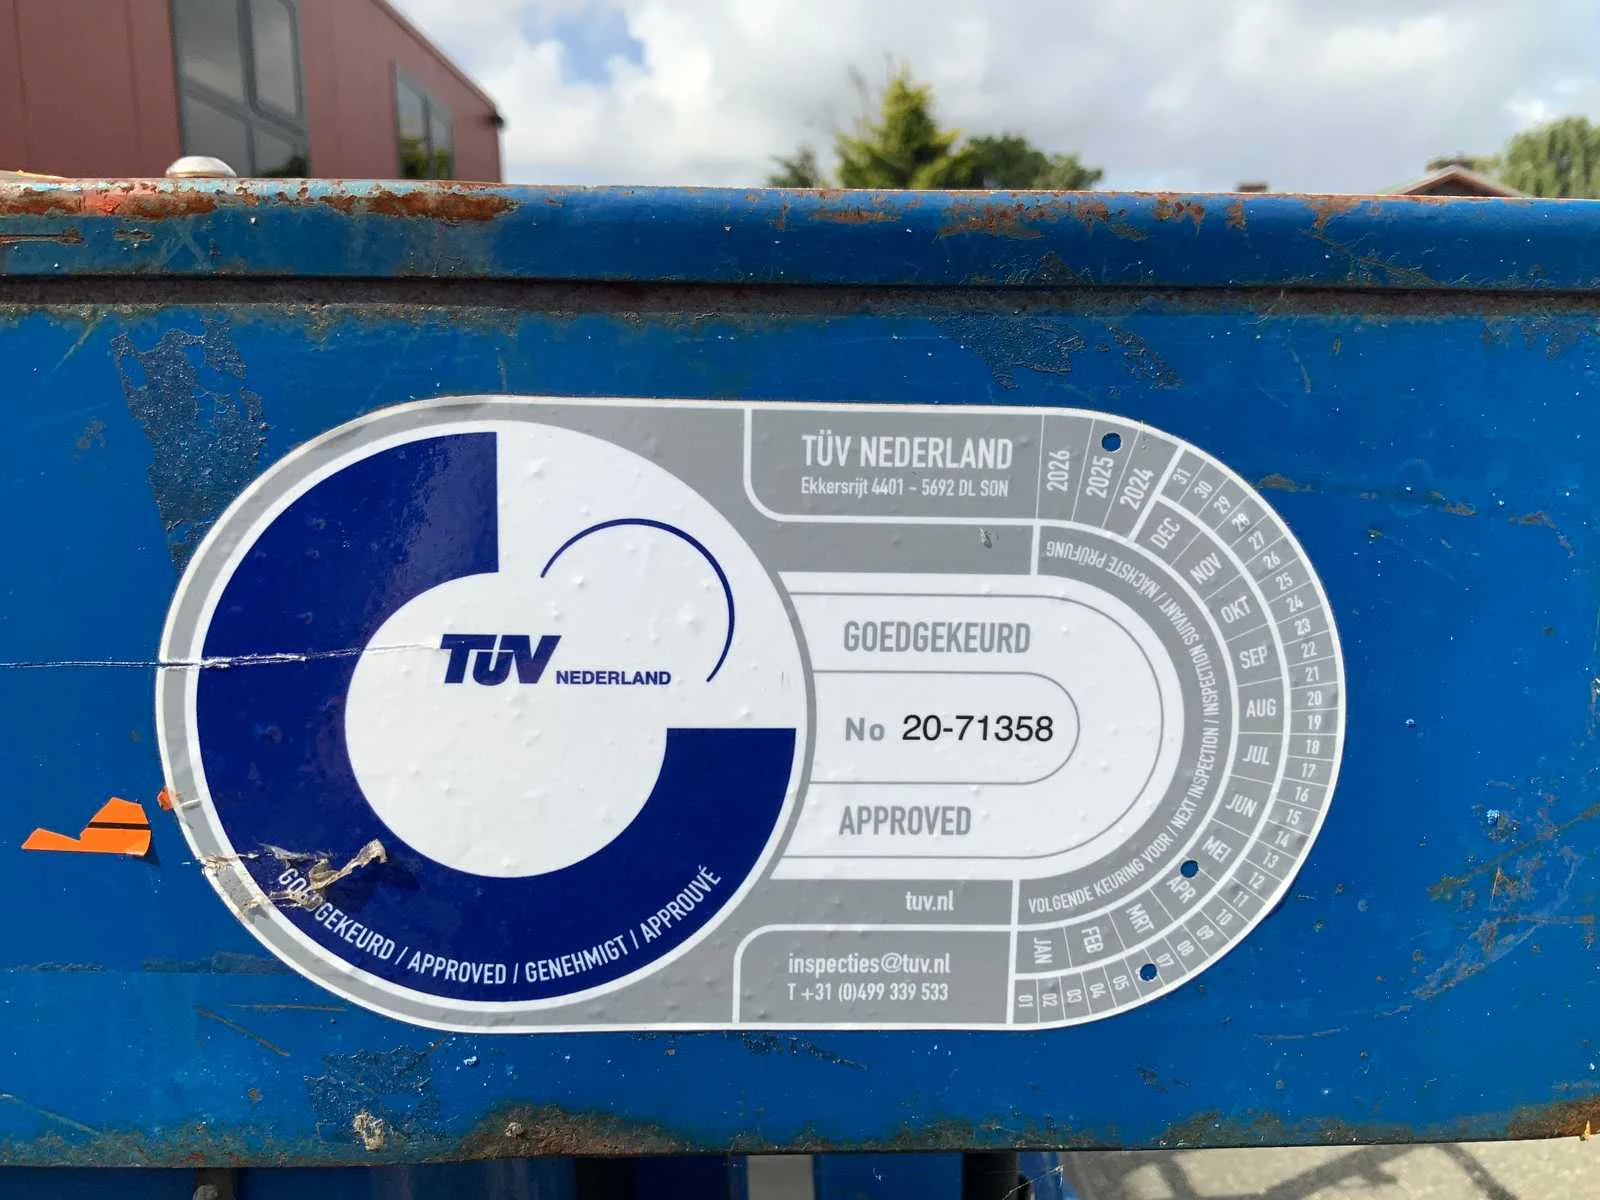 TÜV NEDERLAND
Ekkersrijt 4401 - 5692 DL SON
2026
2025
2024
31
30
29
28
27
26
25
24
23
22
21
20
19
18
17
16
15
14
13
12
11
10
09
08
07
05
04
03
02
01
DEC
NOV
OKT
SEP
AUG
JUL
JUN
MEI
APR
MRT
FEB
JAN
VOLGENDE KEURING VOOR / NEXT INSPECTION / INSPECTION SUIVANT / NÄCHSTE PRÜFUNG
TÜV NEDERLAND
GOEDGEKEURD
No 20-71358
APPROVED
GOEDGEKEURD / APPROVED / GENEHMIGT / APPROUVÉ
tuv.nl
inspecties@tuv.nl
T +31 (0)499 339 533